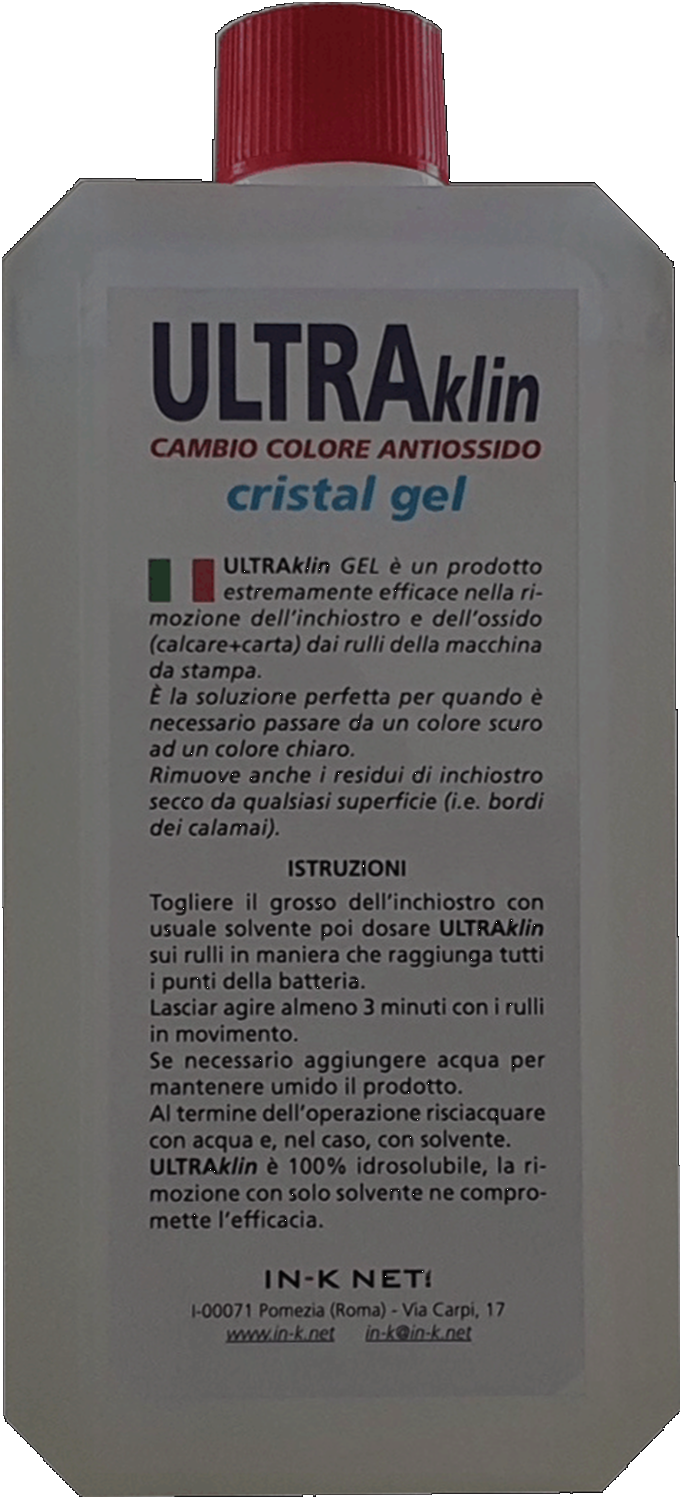 ULTRAklin
CAMBIO COLORE ANTIOSSIDO
cristal gel
ULTRAklin GEL è un prodotto
estremamente efficace nella ri-
mozione dell'inchiostro e dell'ossido
(calcare+carta) dai rulli della macchina
da stampa.
È la soluzione perfetta per quando è
necessario passare da un colore scuro
ad un colore chiaro.
Rimuove anche i residui di inchiostro
secco da qualsiasi superficie (i.e. bordi
dei calamai).
ISTRUZIONI
Togliere il grosso dell'inchiostro con
usuale solvente poi dosare ULTRAklin
sui rulli in maniera che raggiunga tutti
i punti della batteria.
Lasciar agire almeno 3 minuti con i rulli
in movimento.
Se necessario aggiungere acqua per
mantenere umido il prodotto.
Al termine dell'operazione risciacquare
con acqua e, nel caso, con solvente.
ULTRAklin è 100% idrosolubile, la ri-
mozione con solo solvente ne compro-
mette l'efficacia.
IN-K NET!
I-00071 Pomezia (Roma) - Via Carpi, 17
www.in-k.net in-k@in-k.net